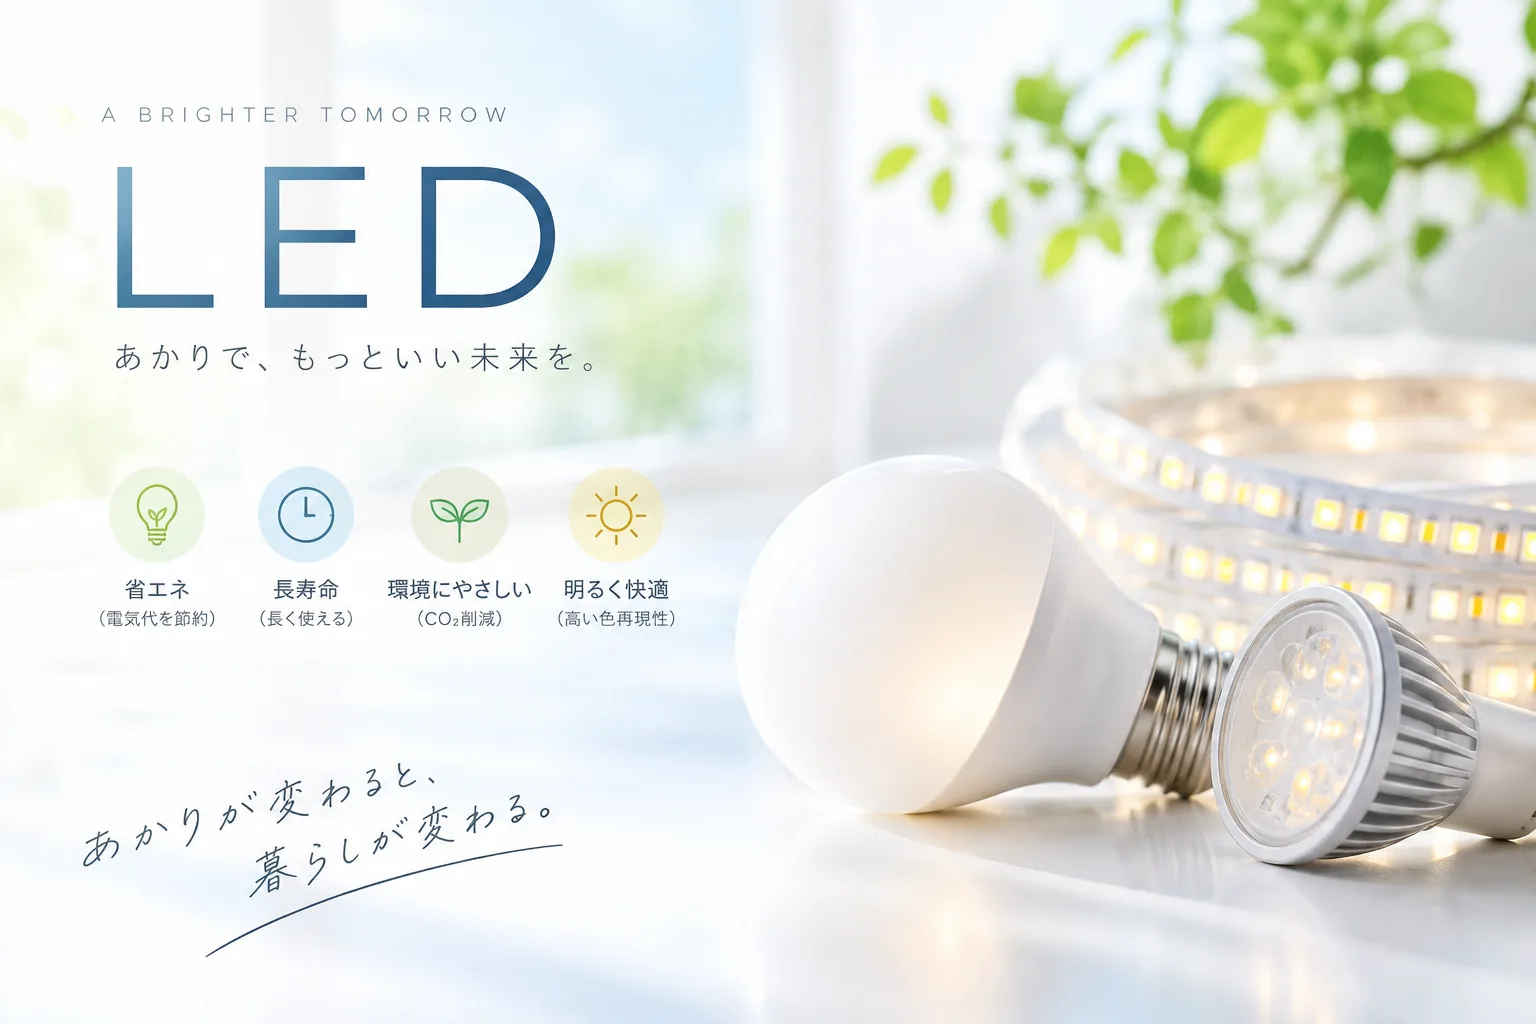 A BRIGHTER TOMORROW
LED
あかりで、もっといい未来を。
省エネ
（電気代を節約）
長寿命
（長く使える）
環境にやさしい
（CO₂削減）
明るく快適
（高い色再現性）
あかりが変わると、
暮らしが変わる。